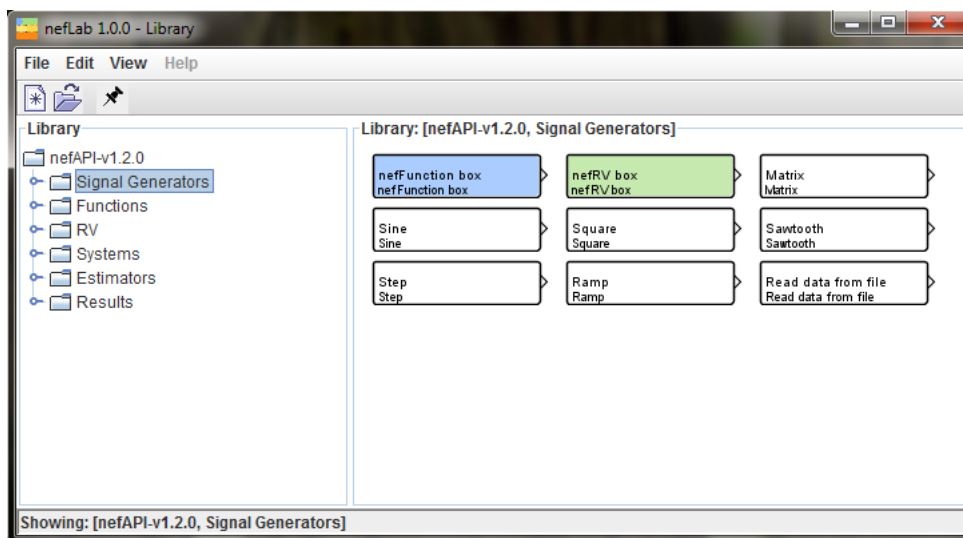 nefLab 1.0.0 - Library
File Edit View Help
Library
nefAPI-v1.2.0
Signal Generators
Functions
RV
Systems
Estimators
Results
Library: [nefAPI-v1.2.0, Signal Generators]
nefFunction box
nefFunction box
nefRV box
nefRV box
Matrix
Matrix
Sine
Sine
Square
Square
Sawtooth
Sawtooth
Step
Step
Ramp
Ramp
Read data from file
Read data from file
Showing: [nefAPI-v1.2.0, Signal Generators]